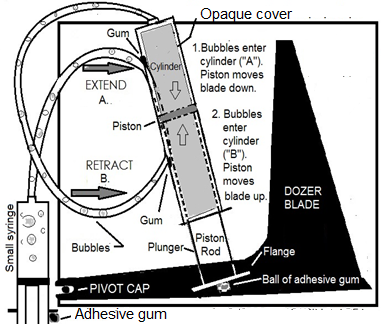 Opaque cover
Gum
Cylinder
1.Bubbles enter
cylinder ("A").
Piston moves
blade down.
EXTEND
A..
Piston
2. Bubbles
enter
cylinder
("B").
Piston
moves
blade up.
RETRACT
B.
Gum
DOZER
BLADE
Small syringe
Bubbles
Plunger
Piston
Rod
Flange
Ball of adhesive gum
PIVOT CAP
Adhesive gum